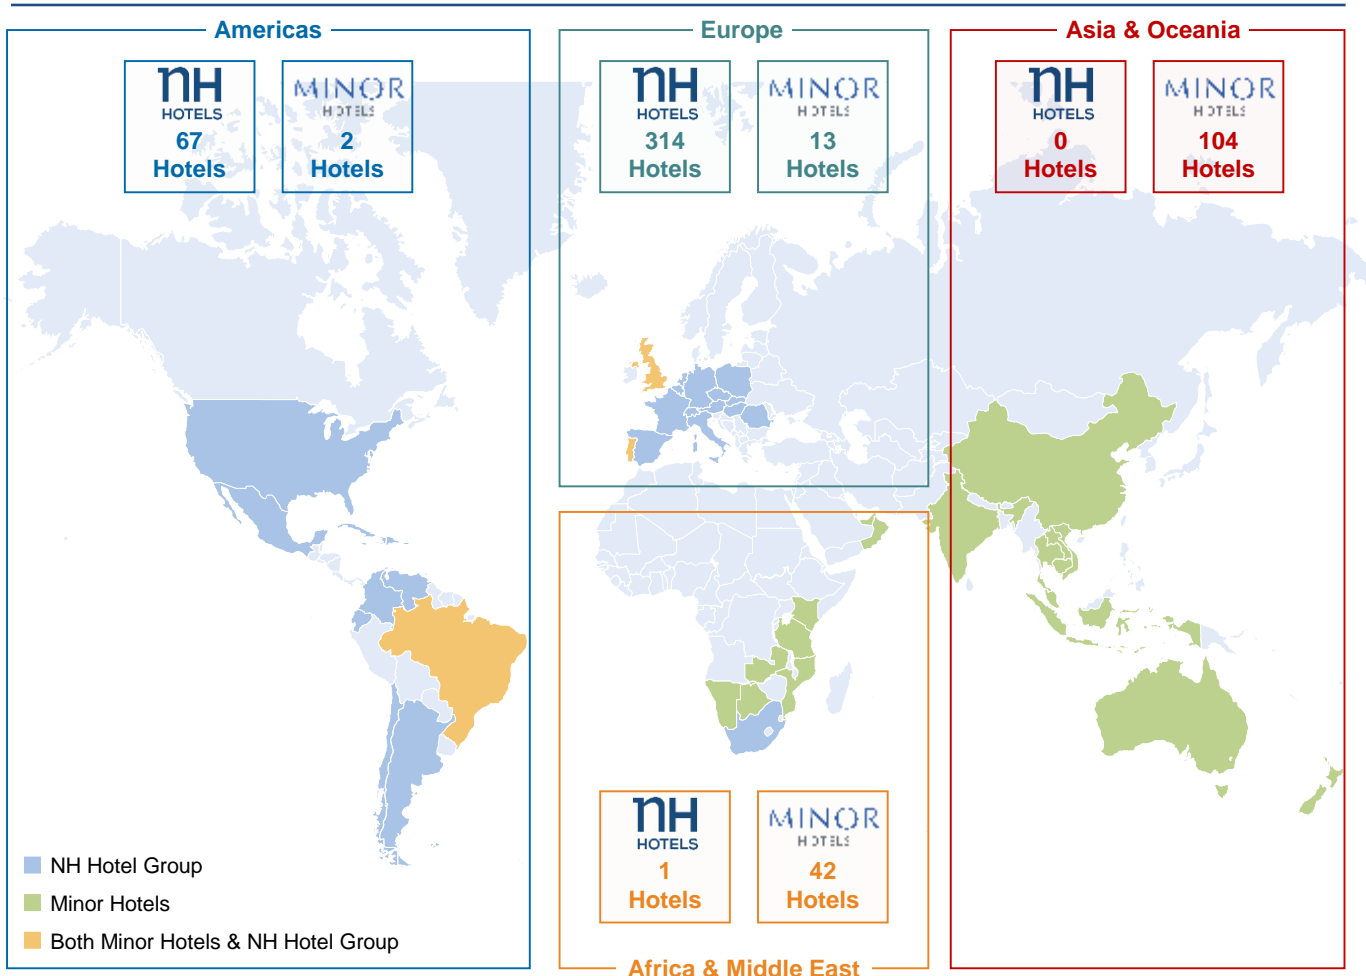 Americas
NH
HOTELS
67
Hotels
MINOR
HOTELS
2
Hotels
Europe
NH
HOTELS
314
Hotels
MINOR
HOTELS
13
Hotels
Asia & Oceania
NH
HOTELS
0
Hotels
MINOR
HOTELS
104
Hotels
NH
HOTELS
1
Hotels
MINOR
HOTELS
42
Hotels
Africa & Middle East
NH Hotel Group
Minor Hotels
Both Minor Hotels & NH Hotel Group